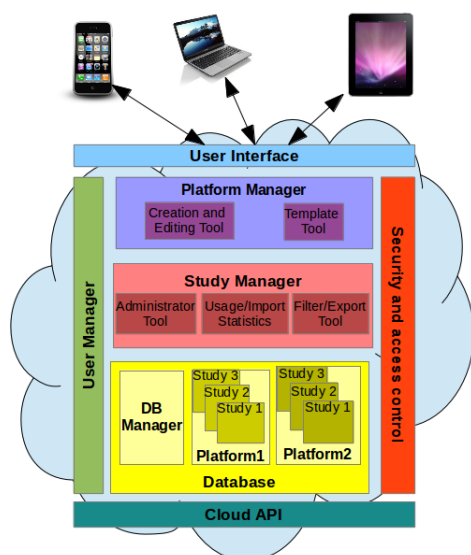 User Interface
Platform Manager
Creation and
Editing Tool
Template
Tool
User Manager
Security and access control
Study Manager
Administrator
Tool
Usage/Import
Statistics
Filter/Export
Tool
DB
Manager
Study 3
Study 2
Study 1
Platform1
Study 3
Study 2
Study 1
Platform2
Database
Cloud API